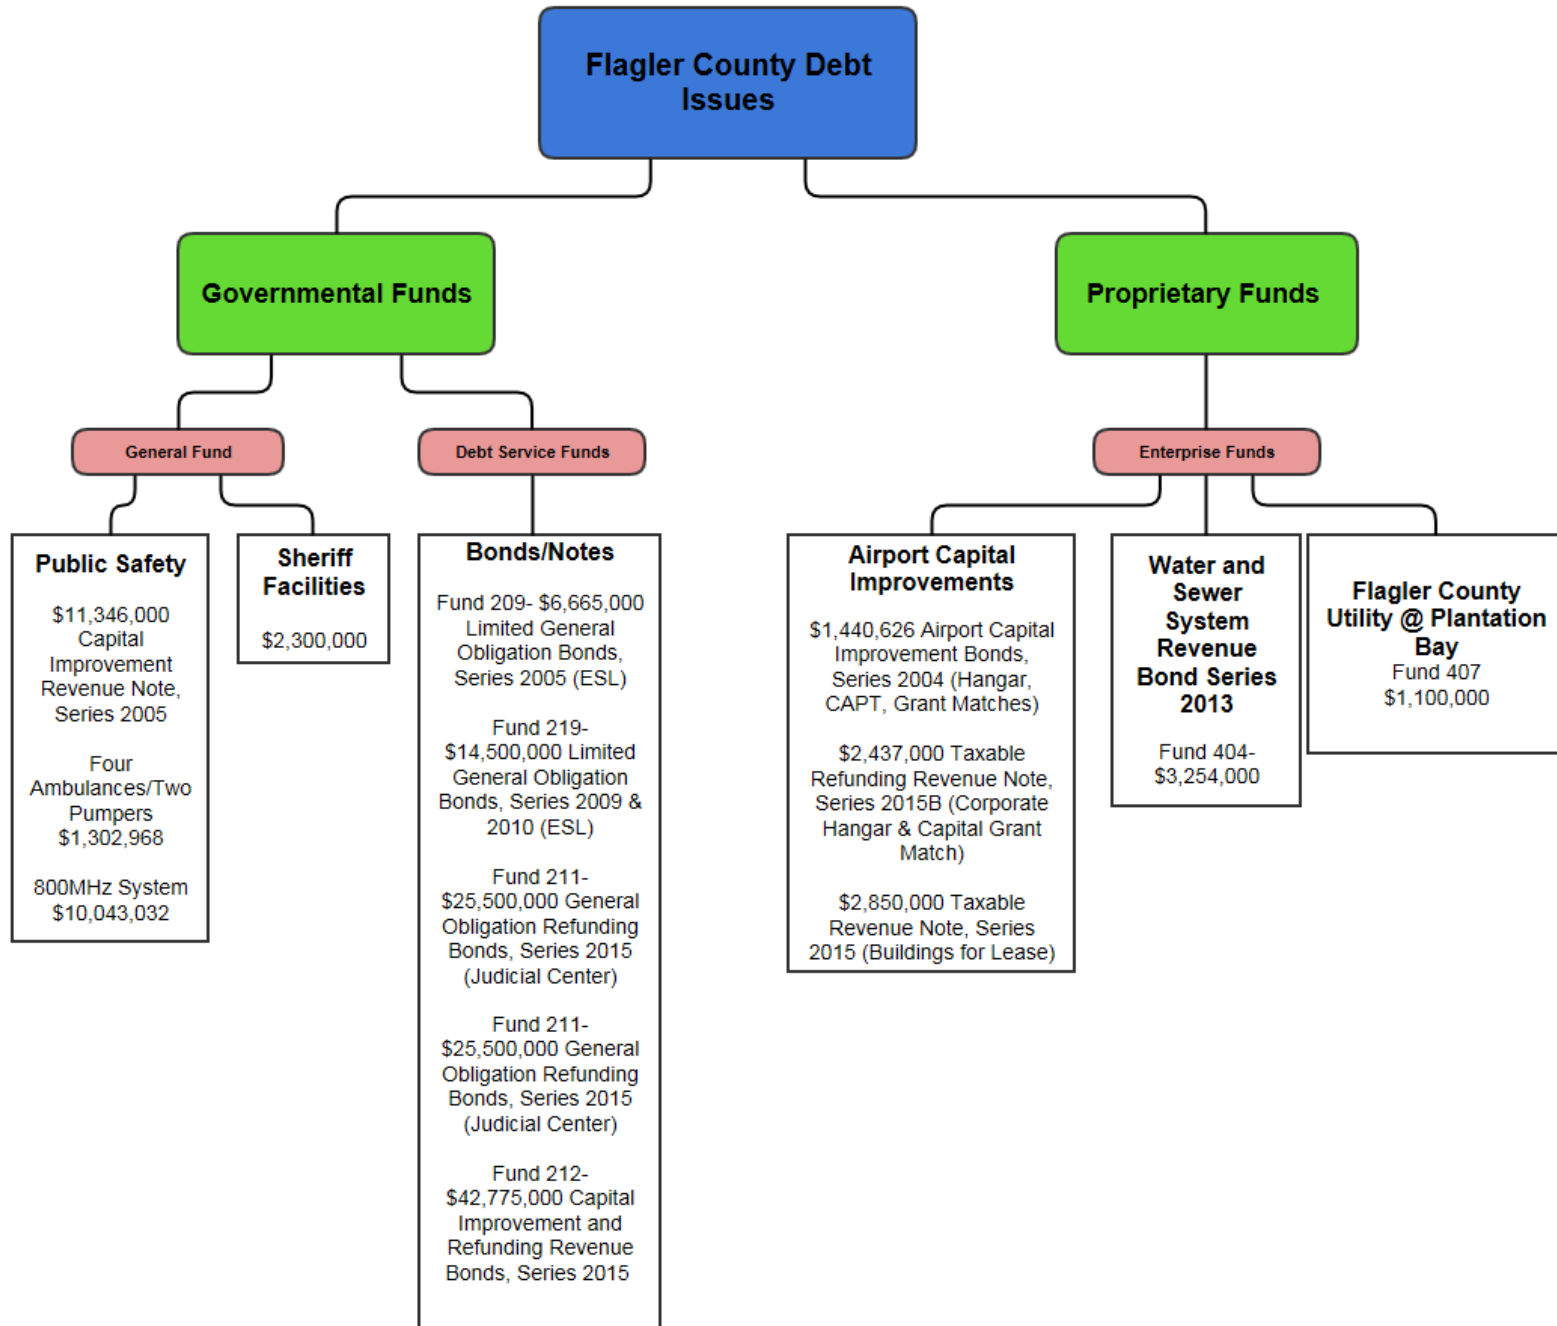 Flagler County Debt
Issues
Governmental Funds
Proprietary Funds
General Fund
Debt Service Funds
Enterprise Funds
Public Safety
$11,346,000
Capital
Improvement
Revenue Note,
Series 2005
Four
Ambulances/Two
Pumpers
$1,302,968
800MHz System
$10,043,032
Sheriff
Facilities
$2,300,000
Bonds/Notes
Fund 209- $6,665,000
Limited General
Obligation Bonds,
Series 2005 (ESL)
Fund 219-
$14,500,000 Limited
General Obligation
Bonds, Series 2009 &
2010 (ESL)
Fund 211-
$25,500,000 General
Obligation Refunding
Bonds, Series 2015
(Judicial Center)
Fund 211-
$25,500,000 General
Obligation Refunding
Bonds, Series 2015
(Judicial Center)
Fund 212-
$42,775,000 Capital
Improvement and
Refunding Revenue
Bonds, Series 2015
Airport Capital
Improvements
$1,440,626 Airport Capital
Improvement Bonds,
Series 2004 (Hangar,
CAPT, Grant Matches)
$2,437,000 Taxable
Refunding Revenue Note,
Series 2015B (Corporate
Hangar & Capital Grant
Match)
$2,850,000 Taxable
Revenue Note, Series
2015 (Buildings for Lease)
Water and
Sewer
System
Revenue
Bond Series
2013
Fund 404-
$3,254,000
Flagler County
Utility @ Plantation
Bay
Fund 407
$1,100,000